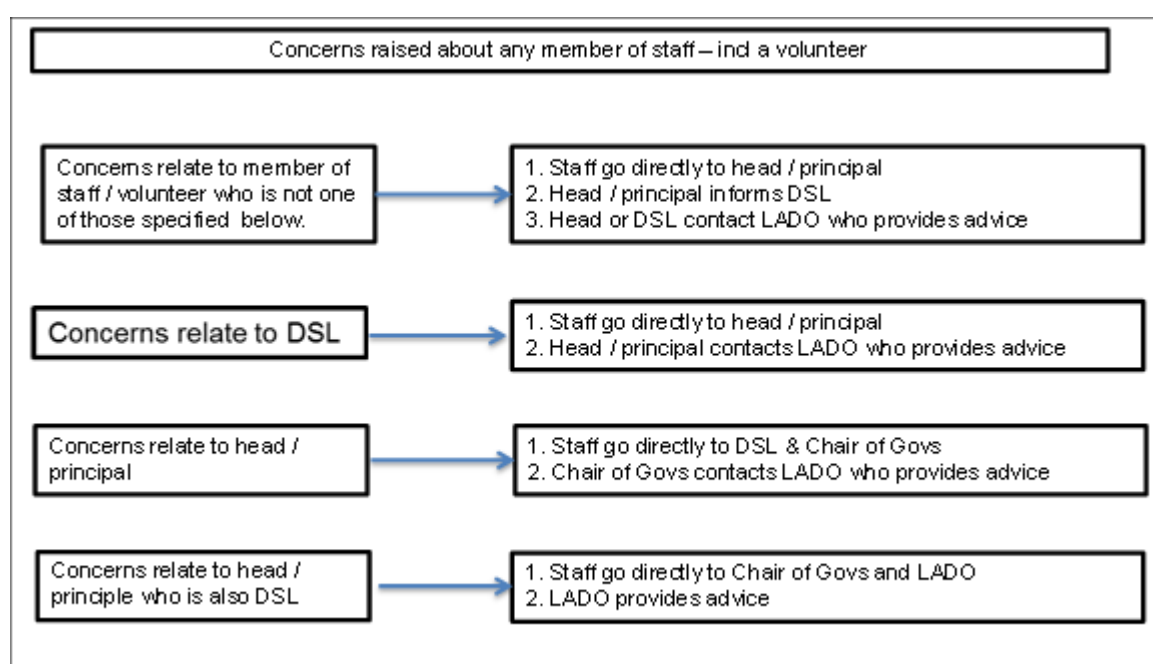 Concerns raised about any member of staff – incl a volunteer
Concerns relate to member of
staff / volunteer who is not one
of those specified below.
1. Staff go directly to head / principal
2. Head / principal informs DSL
3. Head or DSL contact LADO who provides advice
Concerns relate to DSL
1. Staff go directly to head / principal
2. Head / principal contacts LADO who provides advice
Concerns relate to head /
principal
1. Staff go directly to DSL & Chair of Govs
2. Chair of Govs contacts LADO who provides advice
Concerns relate to head /
principle who is also DSL
1. Staff go directly to Chair of Govs and LADO
2. LADO provides advice